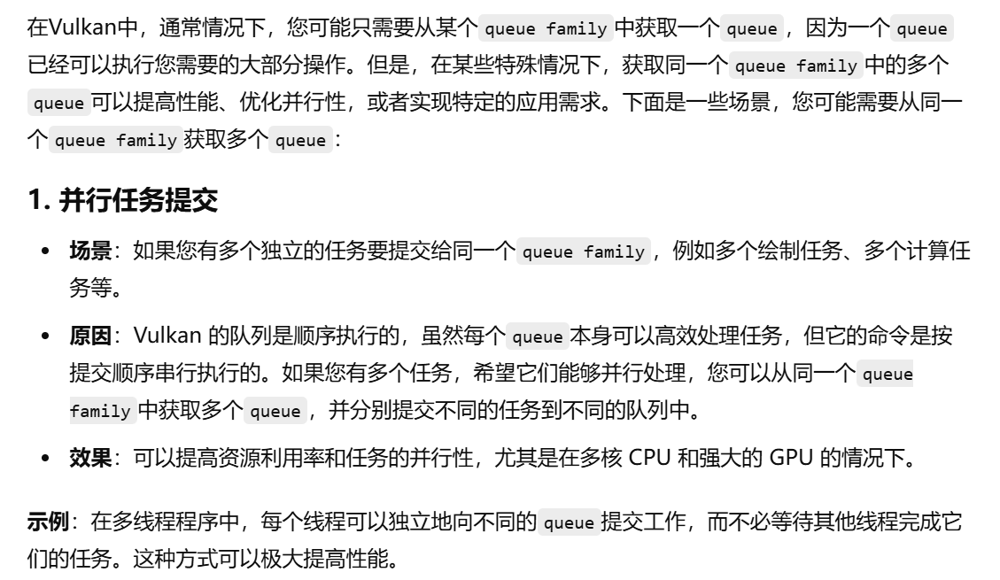 在Vulkan中，通常情况下，您可能只需要从某个 queue family 中获取一个 queue ，因为一个 queue
已经可以执行您需要的大部分操作。但是，在某些特殊情况下，获取同一个 queue family 中的多个
queue 可以提高性能、优化并行性，或者实现特定的应用需求。下面是一些场景，您可能需要从同一
个 queue family 获取多个 queue ：
1. 并行任务提交
• 场景：如果您有多个独立的任务要提交给同一个 queue family ，例如多个绘制任务、多个计算任
务等。
• 原因：Vulkan 的队列是顺序执行的，虽然每个 queue 本身可以高效处理任务，但它的命令是按
提交顺序串行执行的。如果您有多个任务，希望它们能够并行处理，您可以从同一个 queue
family 中获取多个 queue ，并分别提交不同的任务到不同的队列中。
• 效果：可以提高资源利用率和任务的并行性，尤其是在多核 CPU 和强大的 GPU 的情况下。
示例：在多线程程序中，每个线程可以独立地向不同的 queue 提交工作，而不必等待其他线程完成它
们的任务。这种方式可以极大提高性能。